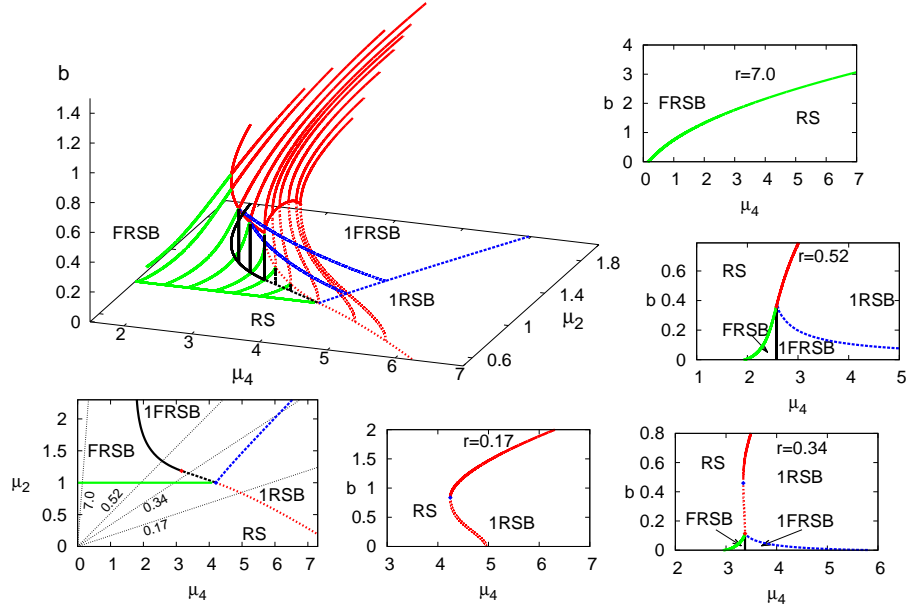 b
1.4
1.2
1
0.8
0.6
0.4
0.2
0
FRSB
1FRSB
1RSB
RS
2
3
4
5
6
7
μ4
0.6
1
1.4
1.8
μ2
4
3
2
1
0
b
r=7.0
FRSB
RS
0 1 2 3 4 5 6 7
μ4
0.6
0.4
0.2
0
b
r=0.52
RS
1RSB
FRSB
1FRSB
1 2 3 4 5
μ4
2
1.5
1
0.5
0
μ2
1FRSB
FRSB
1RSB
RS
7.0
0.52
0.34
0.17
0 1 2 3 4 5 6 7
μ4
2
1.5
1
0.5
0
b
r=0.17
RS
1RSB
3 4 5 6 7
μ4
0.8
0.6
0.4
0.2
0
b
r=0.34
RS
1RSB
FRSB
1FRSB
2 3 4 5 6
μ4